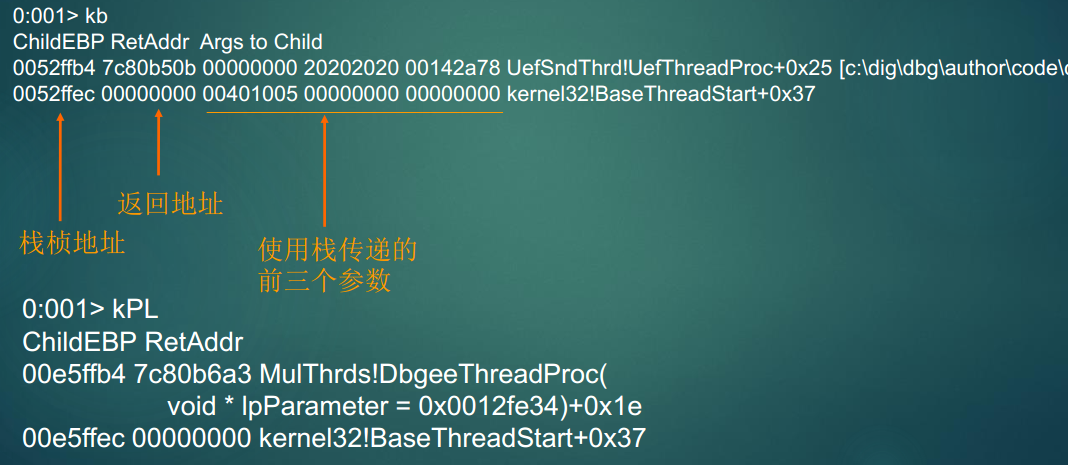 0:001> kb
ChildEBP RetAddr  Args to Child
0052ffb4 7c80b50b 00000000 20202020 00142a78 UefSndThrd!UefThreadProc+0x25 [c:\dig\dbg\author\code\
0052ffec 00000000 00401005 00000000 00000000 kernel32!BaseThreadStart+0x37
返回地址
栈桢地址
使用栈传递的
前三个参数
0:001> kPL
ChildEBP RetAddr
00e5ffb4 7c80b6a3 MulThrds!DbgeeThreadProc(
void * lpParameter = 0x0012fe34)+0x1e
00e5ffec 00000000 kernel32!BaseThreadStart+0x37